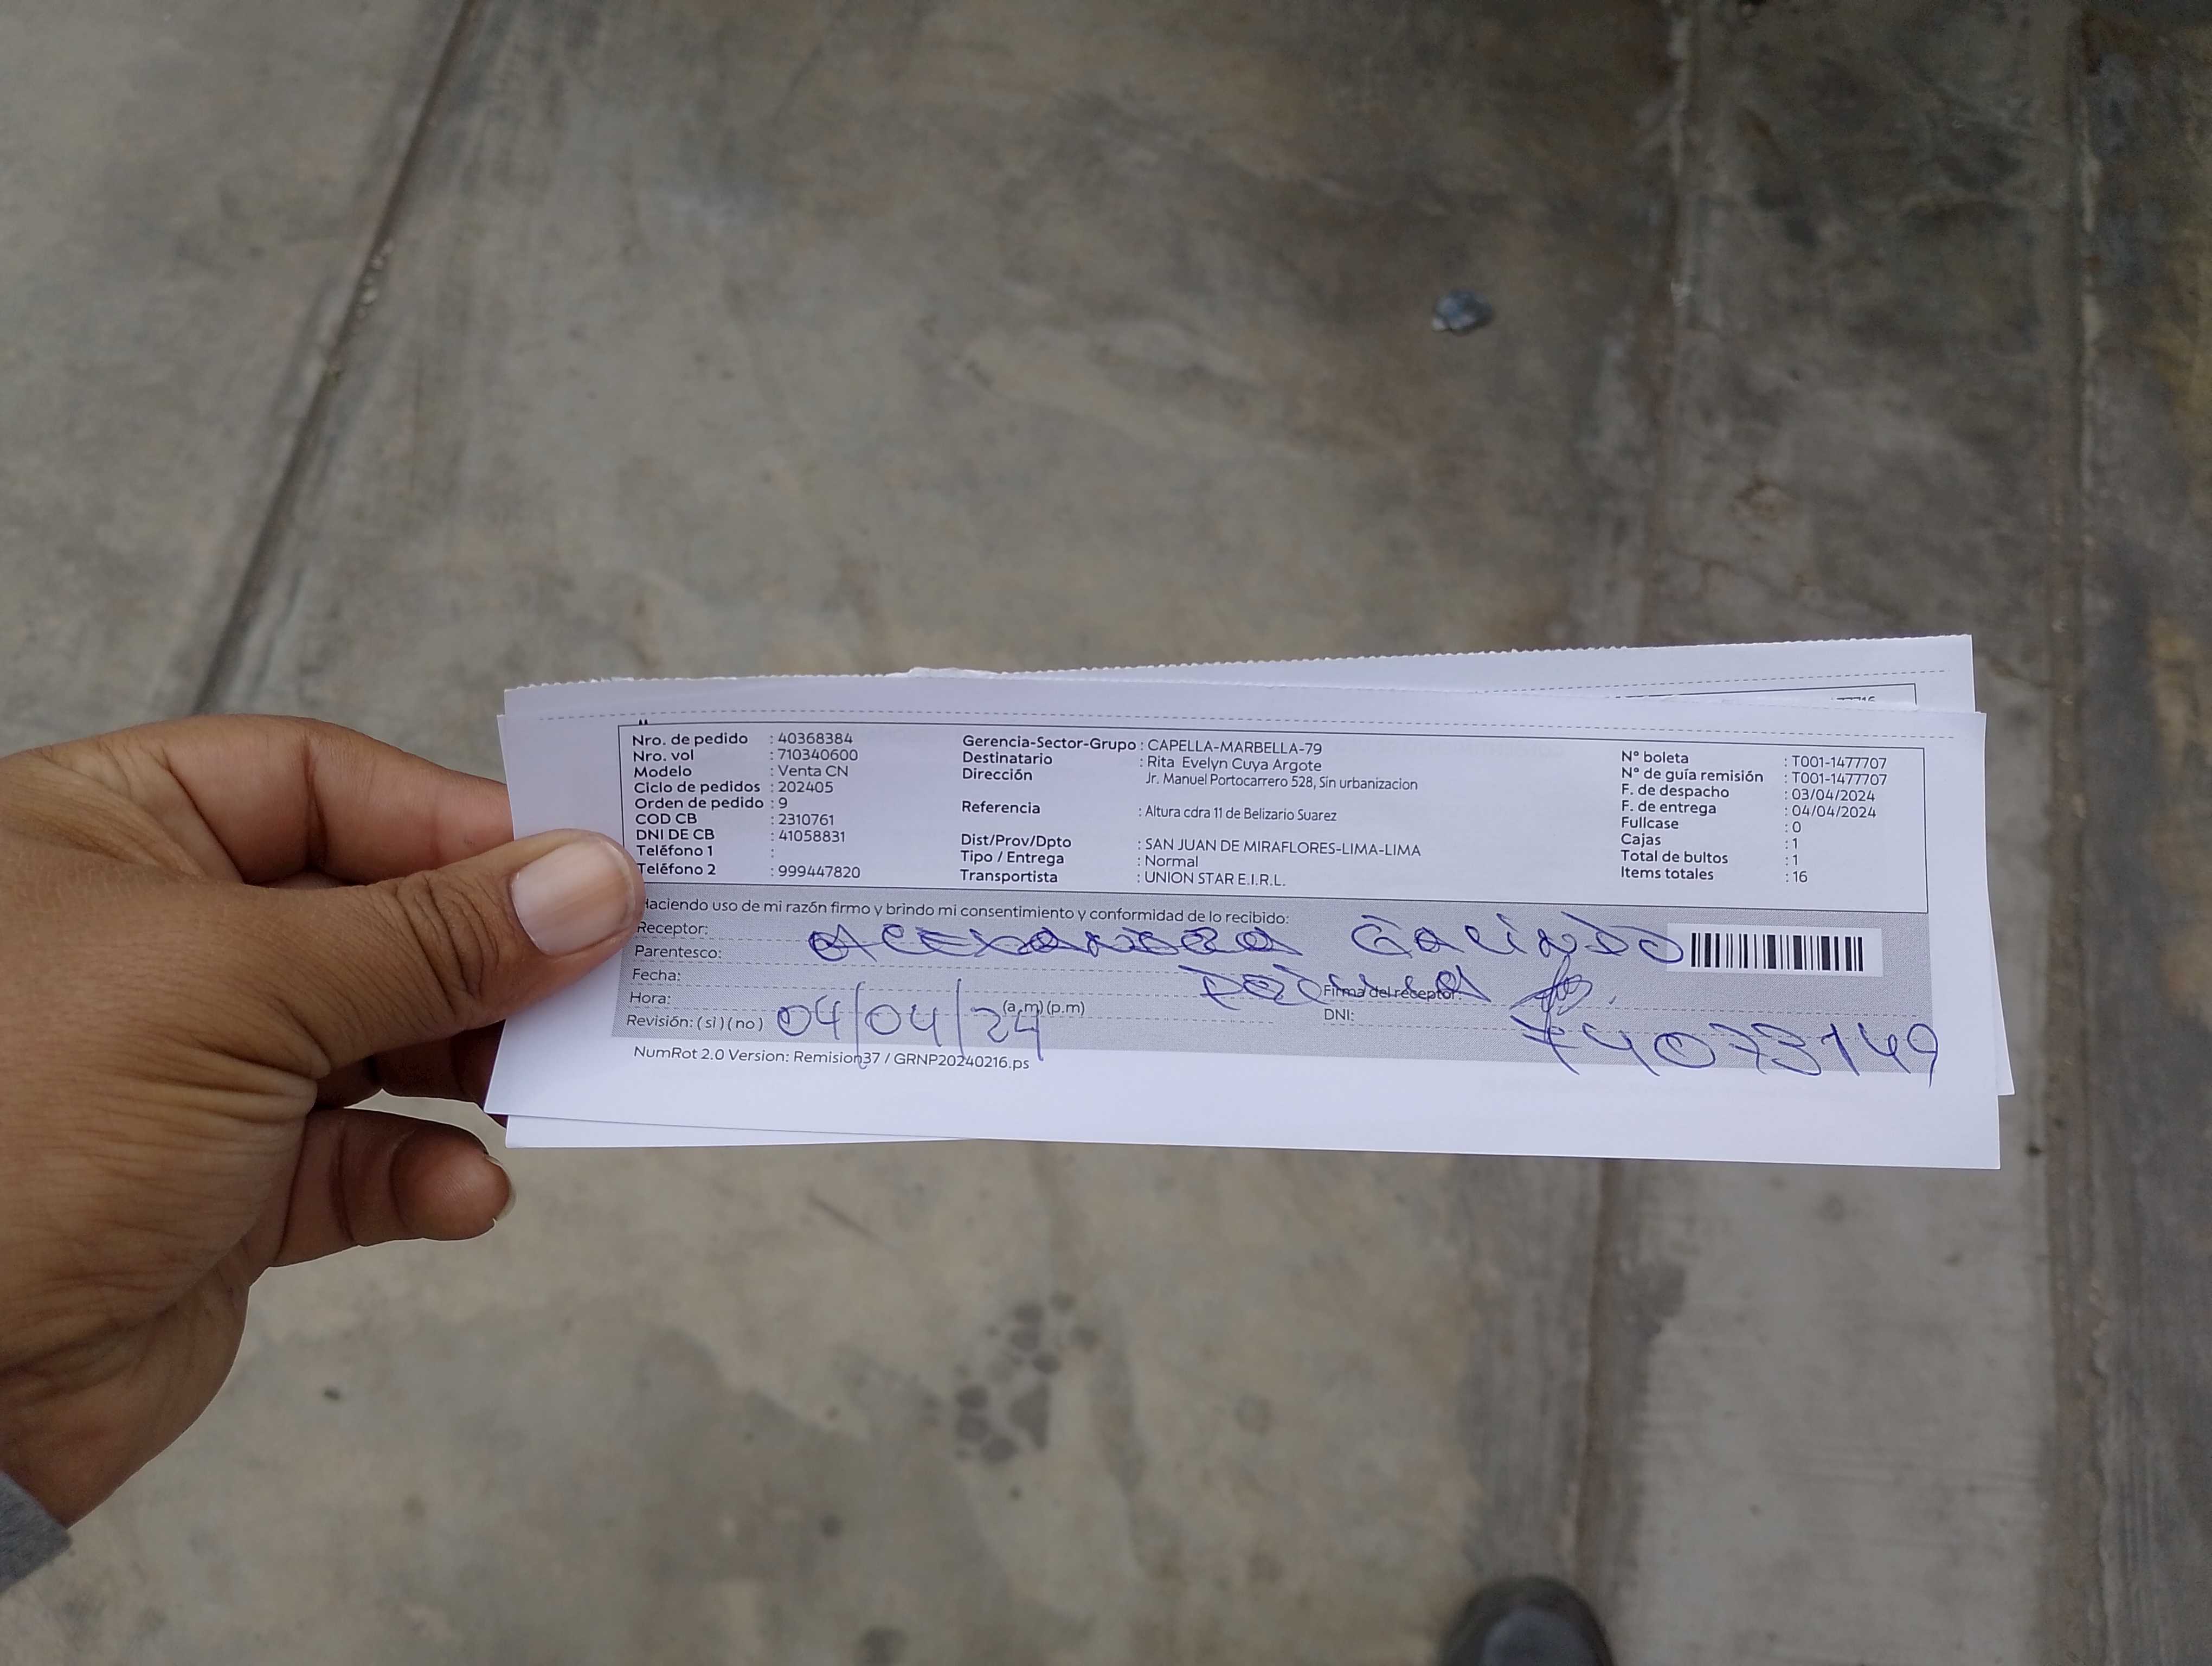 Nro. de pedido : 40368384
Nro. vol : 710340600
Modelo : Venta CN
Ciclo de pedidos : 202405
Orden de pedido : 9
COD CB : 2310761
DNI DE CB : 41058831
Teléfono 1 :
Teléfono 2 : 999447820
Gerencia-Sector-Grupo : CAPELLA-MARBELLA-79
Destinatario : Rita Evelyn Cuya Argote
Dirección Jr. Manuel Portocarrero 528, Sin urbanizacion
Referencia : Altura cdra 11 de Belizario Suarez
Dist/Prov/Dpto : SAN JUAN DE MIRAFLORES-LIMA-LIMA
Tipo / Entrega : Normal
Transportista : UNION STAR E.I.R.L.
N° boleta : T001-1477707
N° de guía remisión : T001-1477707
F. de despacho : 03/04/2024
F. de entrega : 04/04/2024
Fullcase : 0
Cajas : 1
Total de bultos : 1
Items totales : 16
Haciendo uso de mi razón firmo y brindo mi consentimiento y conformidad de lo recibido:
Receptor: ALEXANDRA GALINDO
Parentesco:
Fecha:
Firma del receptor:
Hora: (a.m) (p.m)
DNI: 74073149
Revisión: (si) (no) 04/04/24
NumRot 2.0 Version: Remision37 / GRNP20240216.ps